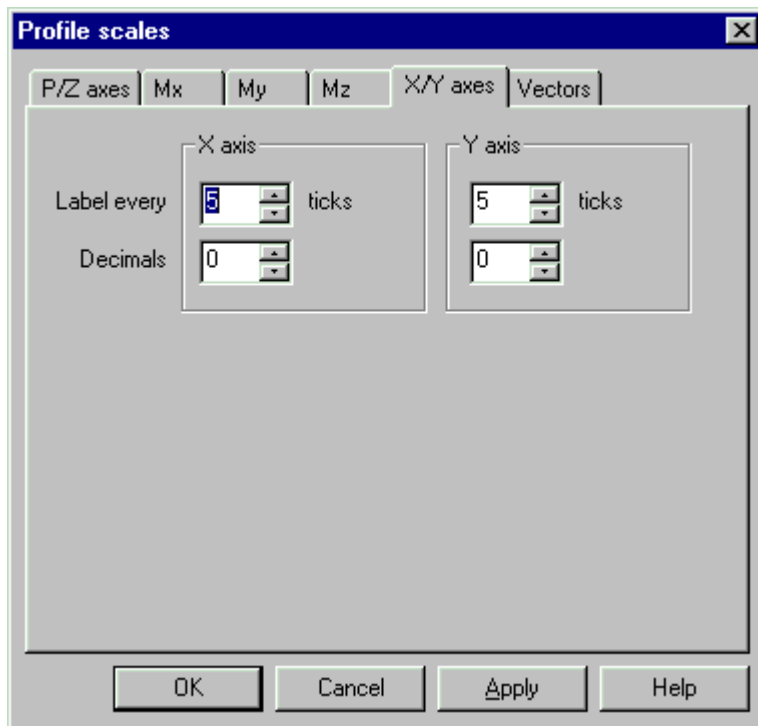 Profile scales
P/Z axes Mx My Mz X/Y axes Vectors
X axis Y axis
Label every 5 ticks 5 ticks
Decimals 0 0
OK Cancel Apply Help